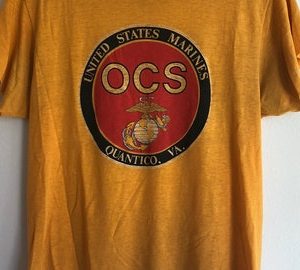 UNITED STATES MARINES
OCS
QUANTICO, VA.